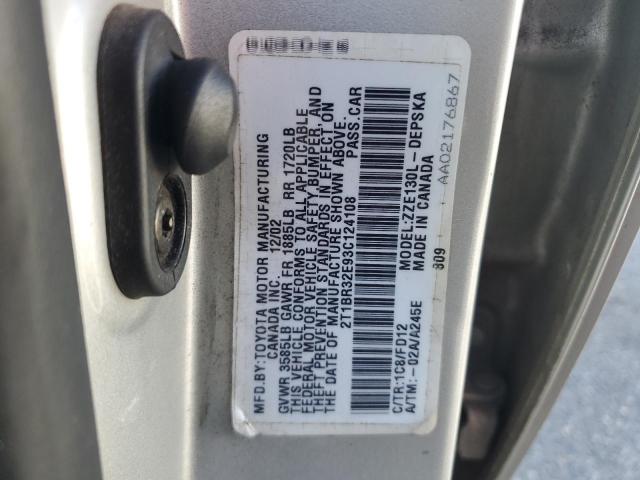 MFD.BY:TOYOTA MOTOR MANUFACTURING
CANADA INC. 12/02
GVWR 3585LB GAWR FR 1885LB RR 1720LB
THIS VEHICLE CONFORMS TO ALL APPLICABLE
FEDERAL MOTOR VEHICLE SAFETY, BUMPER, AND
THEFT PREVENTION STANDARDS IN EFFECT ON
THE DATE OF MANUFACTURE SHOWN ABOVE.
2T1BR32E93C124108 PASS.CAR
C/TR:1C8/FD12 MODEL:ZZE130L-DEPSKA
A/TM:-02A/A245E MADE IN CANADA
809
AA02176867